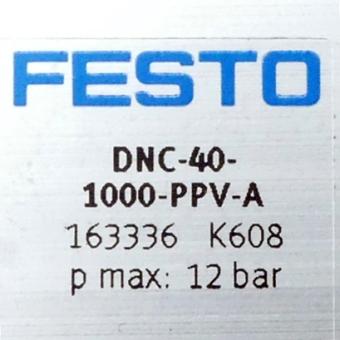 FESTO
DNC-40-
1000-PPV-A
163336 K608
p max: 12 bar